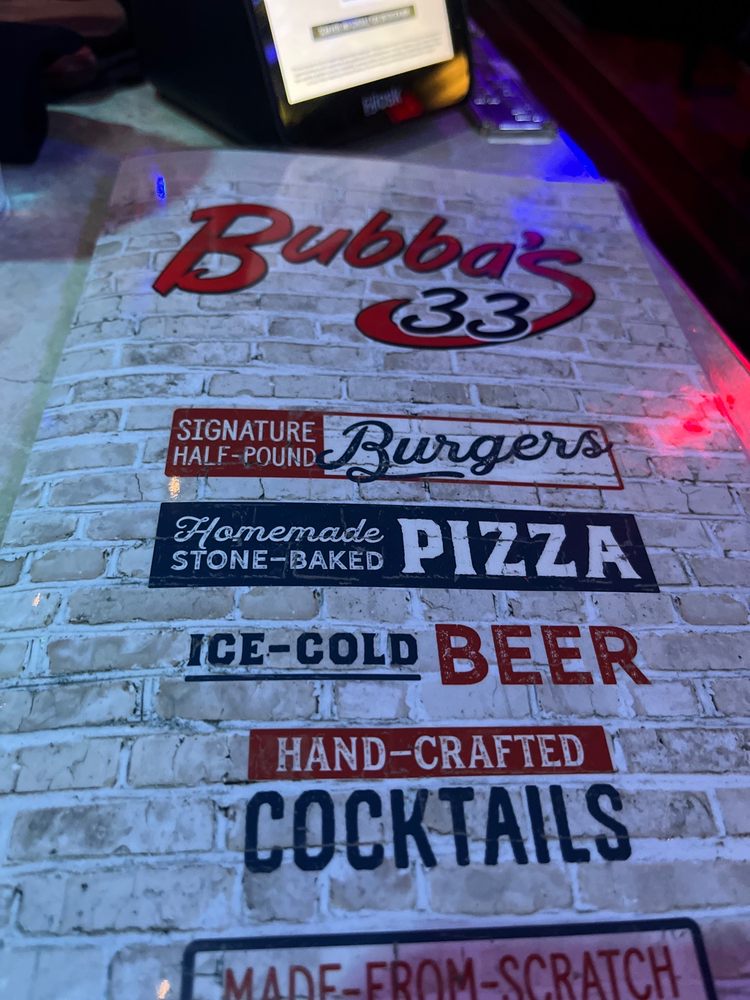 Bubba's
33
SIGNATURE
HALF-POUND Burgers
Homemade
STONE-BAKED PIZZA
ICE-COLD BEER
HAND-CRAFTED
COCKTAILS
MADE-FROM-SCRATCH